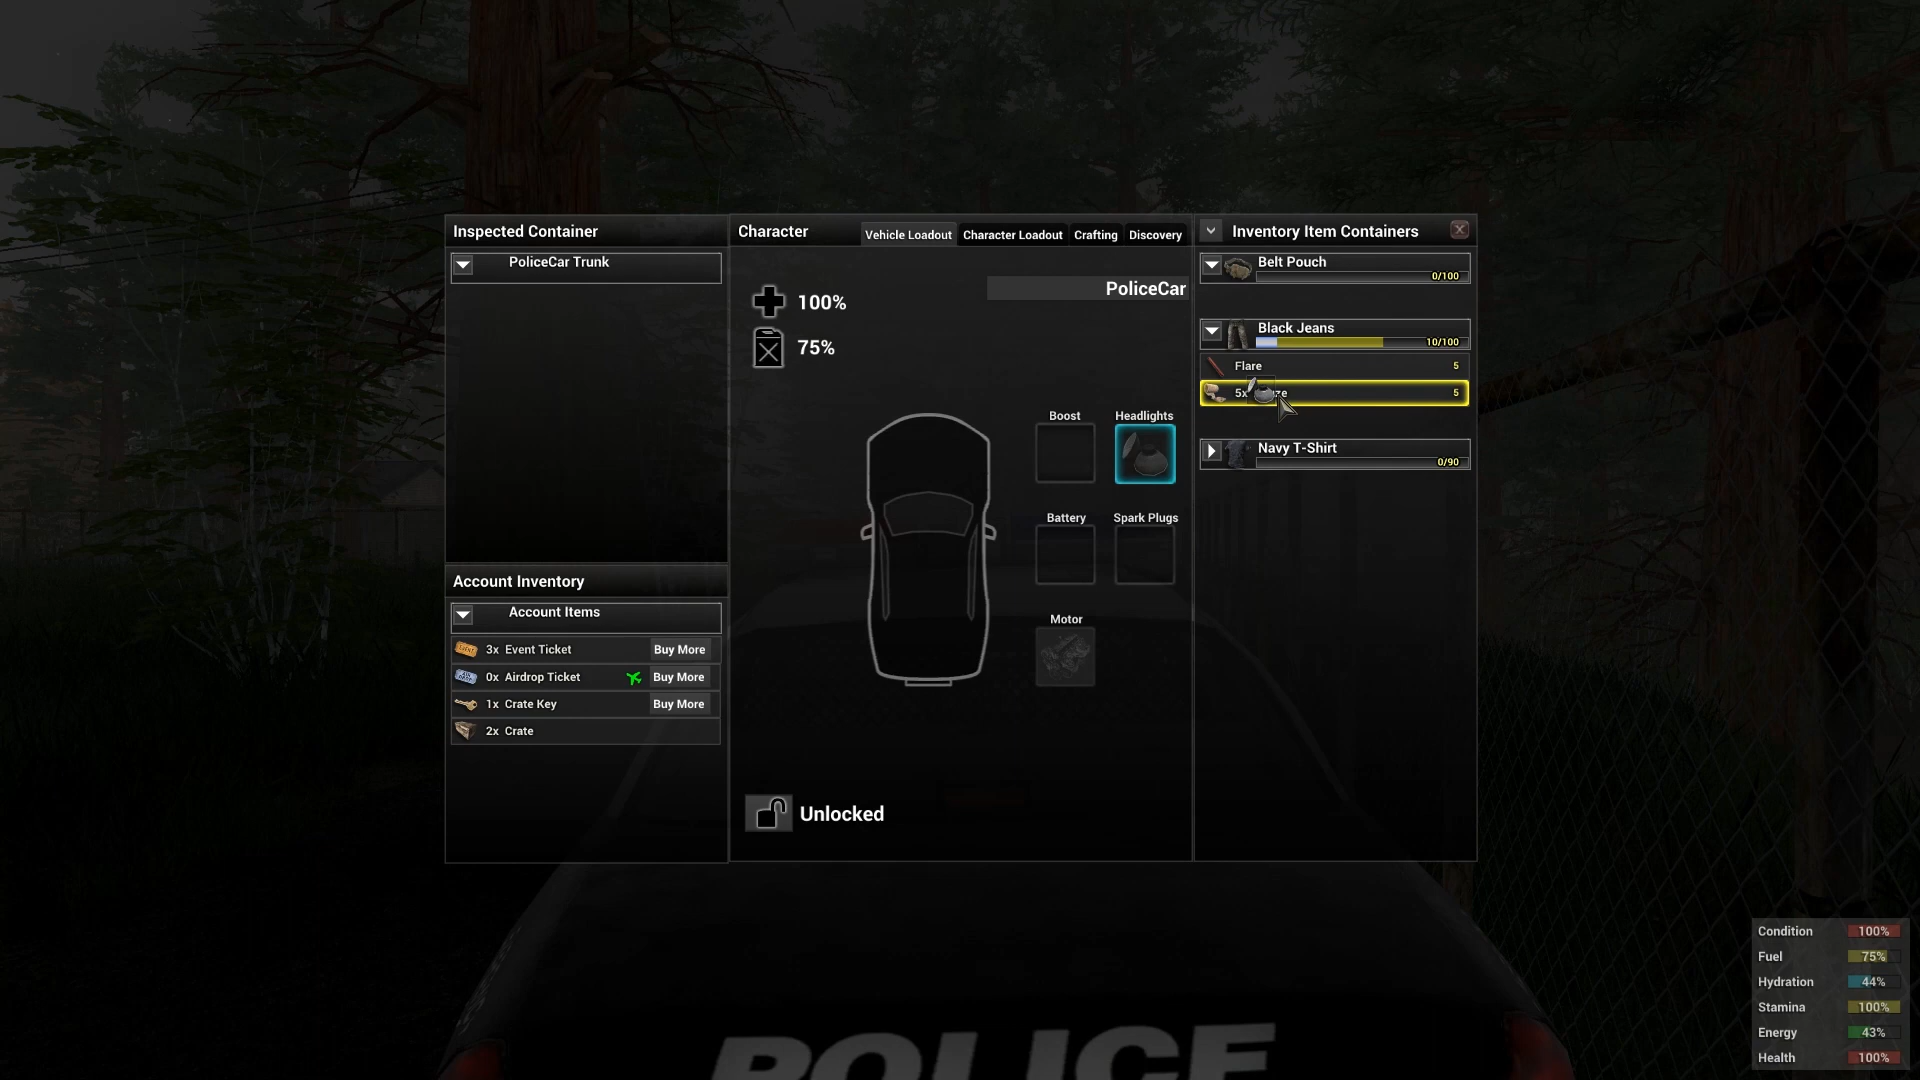 Inspected Container
PoliceCar Trunk
Account Inventory
Account Items
3x Event Ticket Buy More
0x Airdrop Ticket Buy More
1x Crate Key Buy More
2x Crate
Character
Vehicle Loadout Character Loadout Crafting Discovery
PoliceCar
100%
75%
Boost Headlights
Battery Spark Plugs
Motor
Unlocked
Inventory Item Containers
Belt Pouch
0/100
Black Jeans
10/100
Flare 5
5x 5
Navy T-Shirt
0/90
POLICE
Condition 100%
Fuel 75%
Hydration 44%
Stamina 100%
Energy 43%
Health 100%